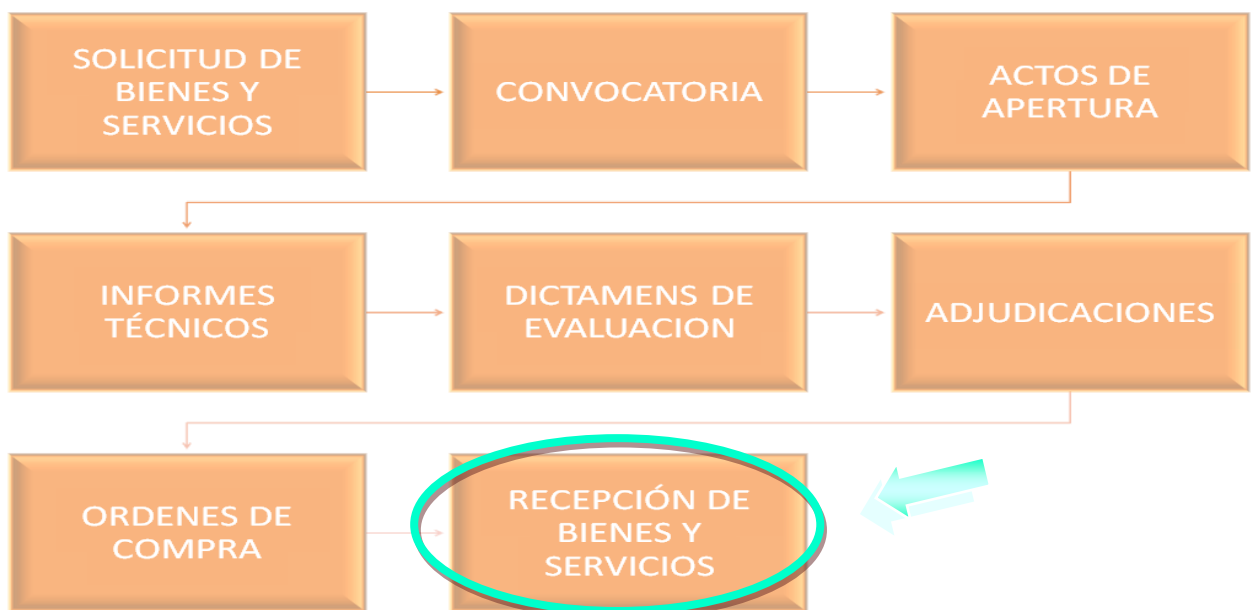 SOLICITUD DE
BIENES Y
SERVICIOS
CONVOCATORIA
ACTOS DE
APERTURA
INFORMES
TÉCNICOS
DICTAMENS DE
EVALUACION
ADJUDICACIONES
ORDENES DE
COMPRA
RECEPCIÓN DE
BIENES Y
SERVICIOS